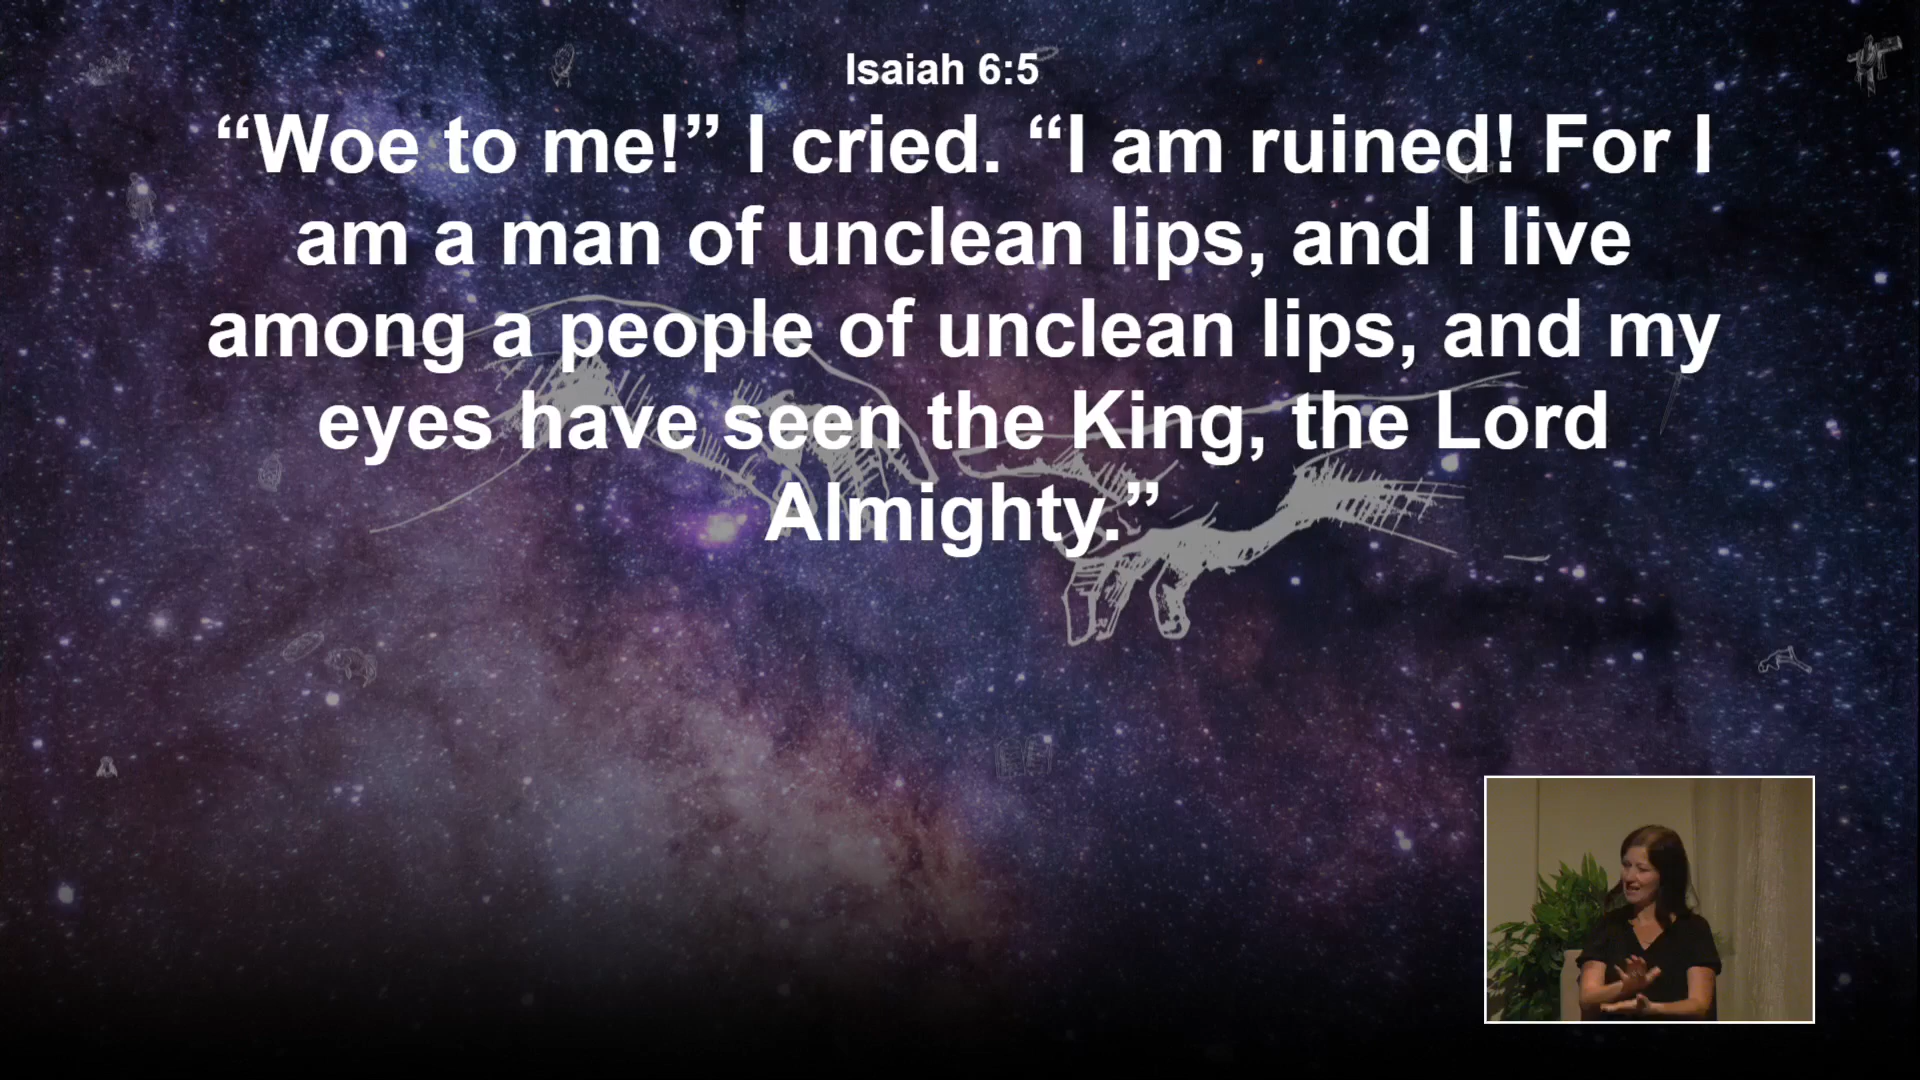 Isaiah 6:5
“Woe to me!” I cried. “I am ruined! For I
am a man of unclean lips, and I live
among a people of unclean lips, and my
eyes have seen the King, the Lord
Almighty.”